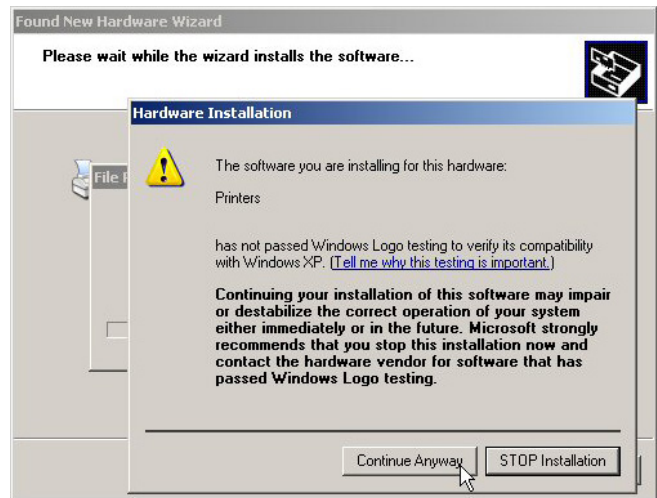 Found New Hardware Wizard
Please wait while the wizard installs the software...
Hardware Installation
File
The software you are installing for this hardware:
Printers
has not passed Windows Logo testing to verify its compatibility
with Windows XP. (Tell me why this testing is important.)
Continuing your installation of this software may impair
or destabilize the correct operation of your system
either immediately or in the future. Microsoft strongly
recommends that you stop this installation now and
contact the hardware vendor for software that has
passed Windows Logo testing.
Continue Anyway
STOP Installation